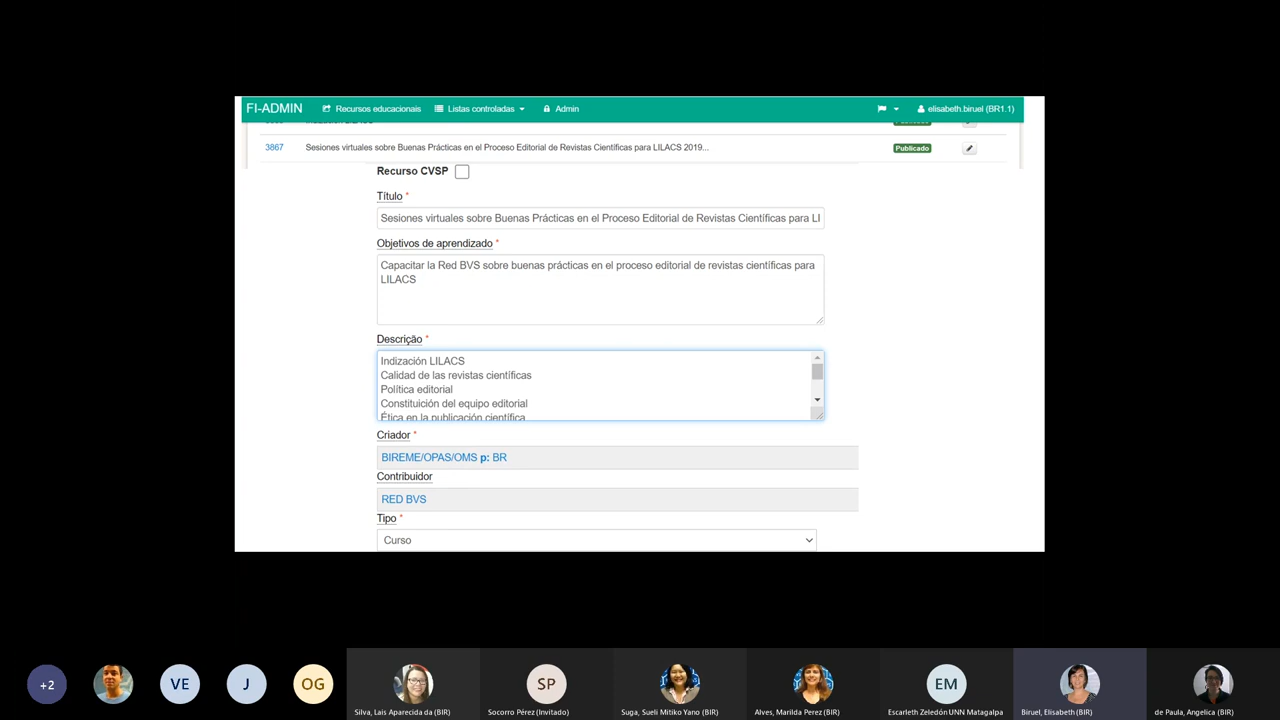 FI-ADMIN Recursos educacionais Listas controladas Admin elisabeth.biruel (BR1.1)
3867 Sesiones virtuales sobre Buenas Prácticas en el Proceso Editorial de Revistas Científicas para LILACS 2019... Publicado
Recurso CVSP
Título *
Sesiones virtuales sobre Buenas Prácticas en el Proceso Editorial de Revistas Científicas para LI
Objetivos de aprendizado *
Capacitar la Red BVS sobre buenas prácticas en el proceso editorial de revistas científicas para
LILACS
Descrição *
Indización LILACS
Calidad de las revistas científicas
Política editorial
Constituición del equipo editorial
Ética en la publicación científica
Criador *
BIREME/OPAS/OMS p: BR
Contribuidor
RED BVS
Tipo *
Curso
+2 VE J OG SP EM
Silva, Lais Aparecida da (BIR) Socorro Pérez (Invitado) Suga, Sueli Mitiko Yano (BIR) Alves, Marilda Perez (BIR) Escarleth Zeledón UNN Matagalpa Biruel, Elisabeth (BIR) de Paula, Angelica (BIR)